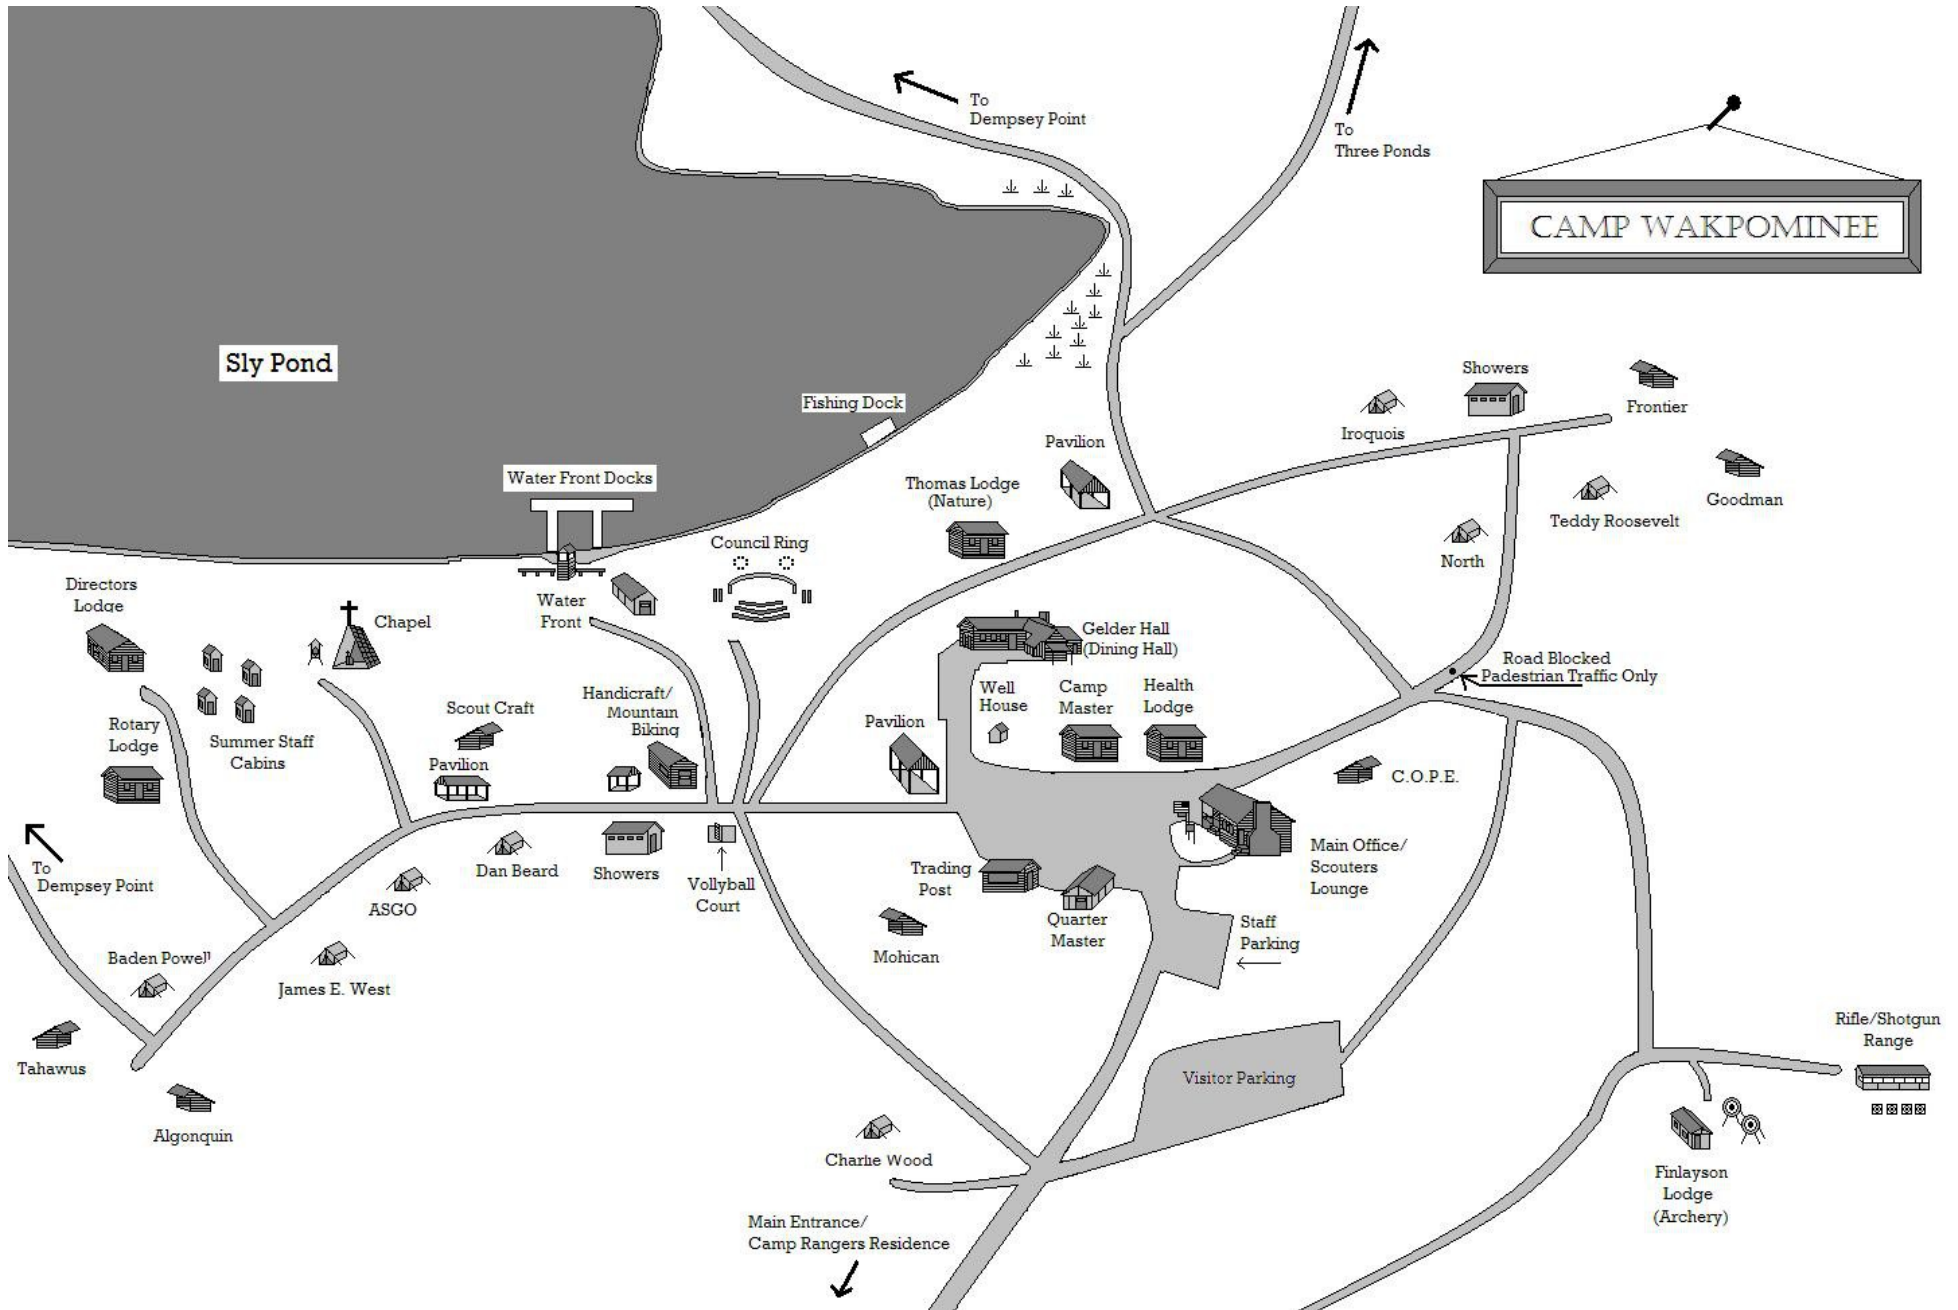 To
Dempsey Point
To
Three Ponds
CAMP WAKPOMINEE
Sly Pond
Fishing Dock
Water Front Docks
Pavilion
Thomas Lodge
(Nature)
Showers
Iroquois
Frontier
Goodman
Teddy Roosevelt
North
Council Ring
Directors
Lodge
Chapel
Water
Front
Gelder Hall
(Dining Hall)
Road Blocked
Padestrian Traffic Only
Well
House
Camp
Master
Health
Lodge
Rotary
Lodge
Summer Staff
Cabins
Scout Craft
Pavilion
Handicraft/
Mountain
Biking
Pavilion
C.O.P.E.
Main Office/
Scouters
Lounge
To
Dempsey Point
ASGO
Dan Beard
Showers
Vollyball
Court
Trading
Post
Quarter
Master
Mohican
Staff
Parking
Baden Powell
James E. West
Tahawus
Algonquin
Visitor Parking
Rifle/Shotgun
Range
Charlie Wood
Finlayson
Lodge
(Archery)
Main Entrance/
Camp Rangers Residence